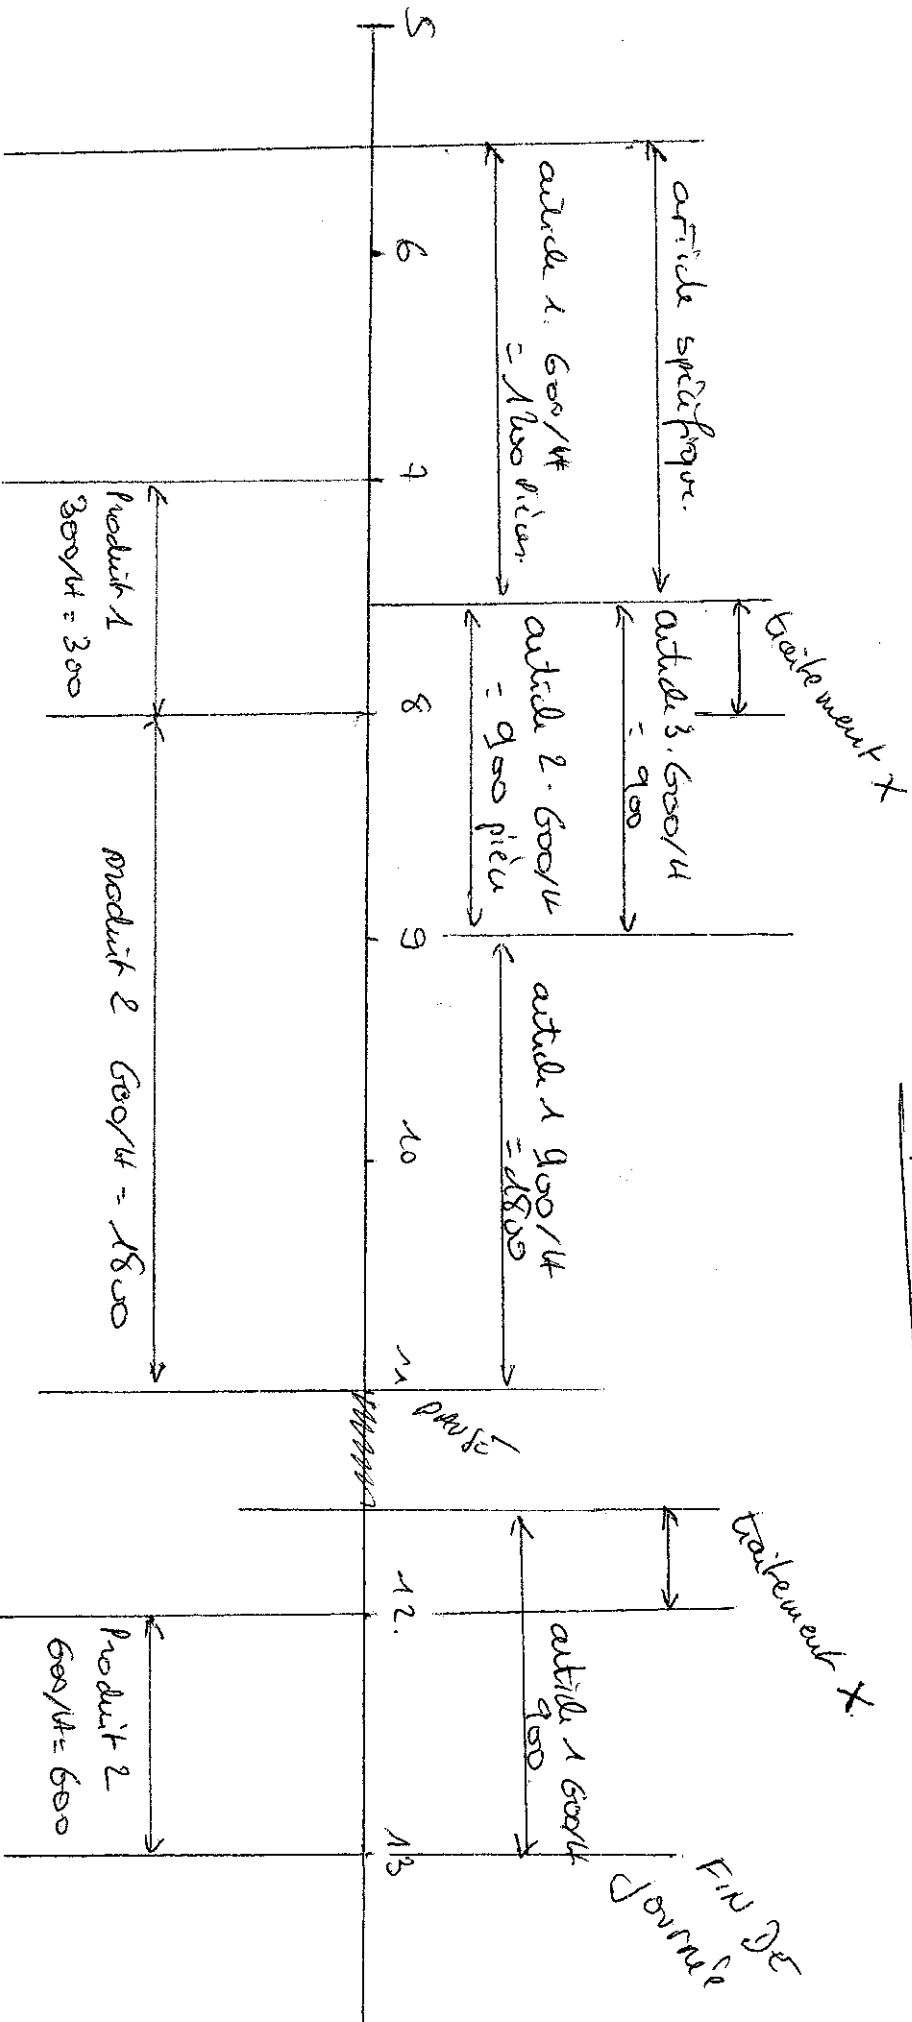 traitement X
traitement X.
FIN DE
Journée
article spécifique.
article 3. 600/H
= 900
article 1. 600/H
= 1200 pièces.
article 2. 600/H
= 900 pièce
article 1 900/H
= 1800
article 1 600/H
900.
PAUSE
5
6
7
8
9
10
11
12.
13
Produit 1
300/H = 300
Produit 2 600/H = 1800
Produit 2
600/H = 600